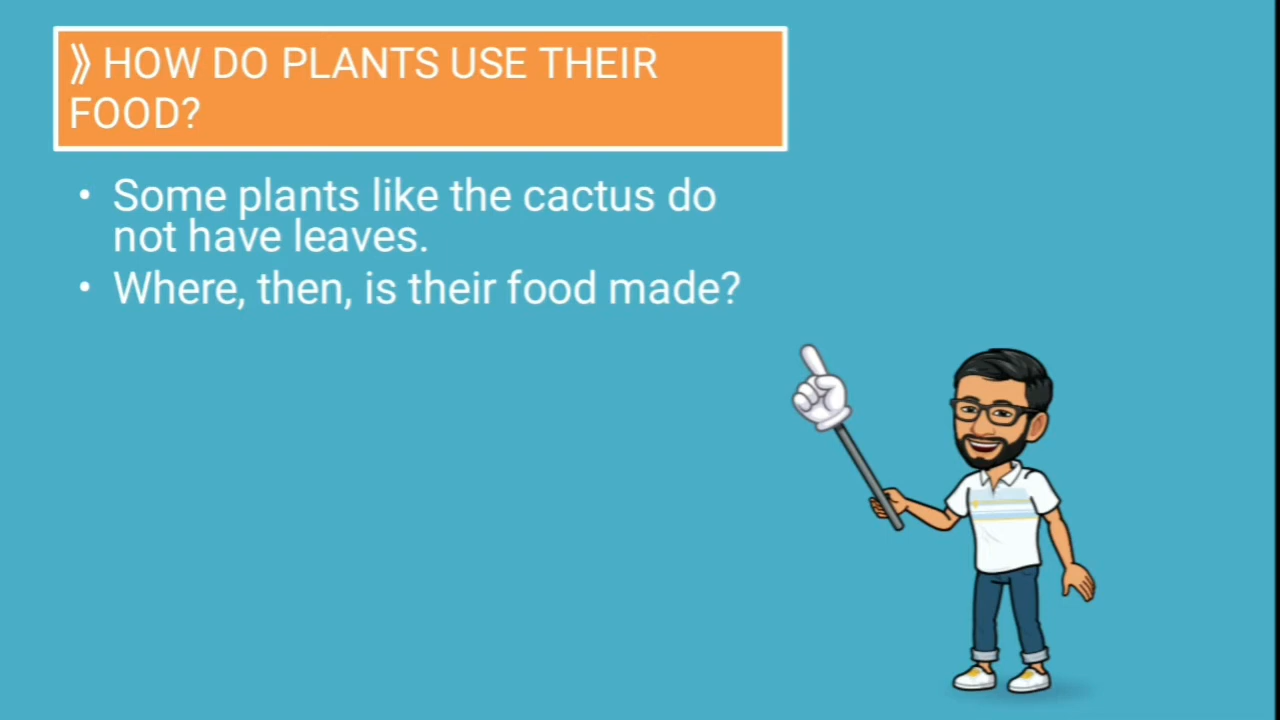 ⟫ HOW DO PLANTS USE THEIR
FOOD?
• Some plants like the cactus do
not have leaves.
• Where, then, is their food made?